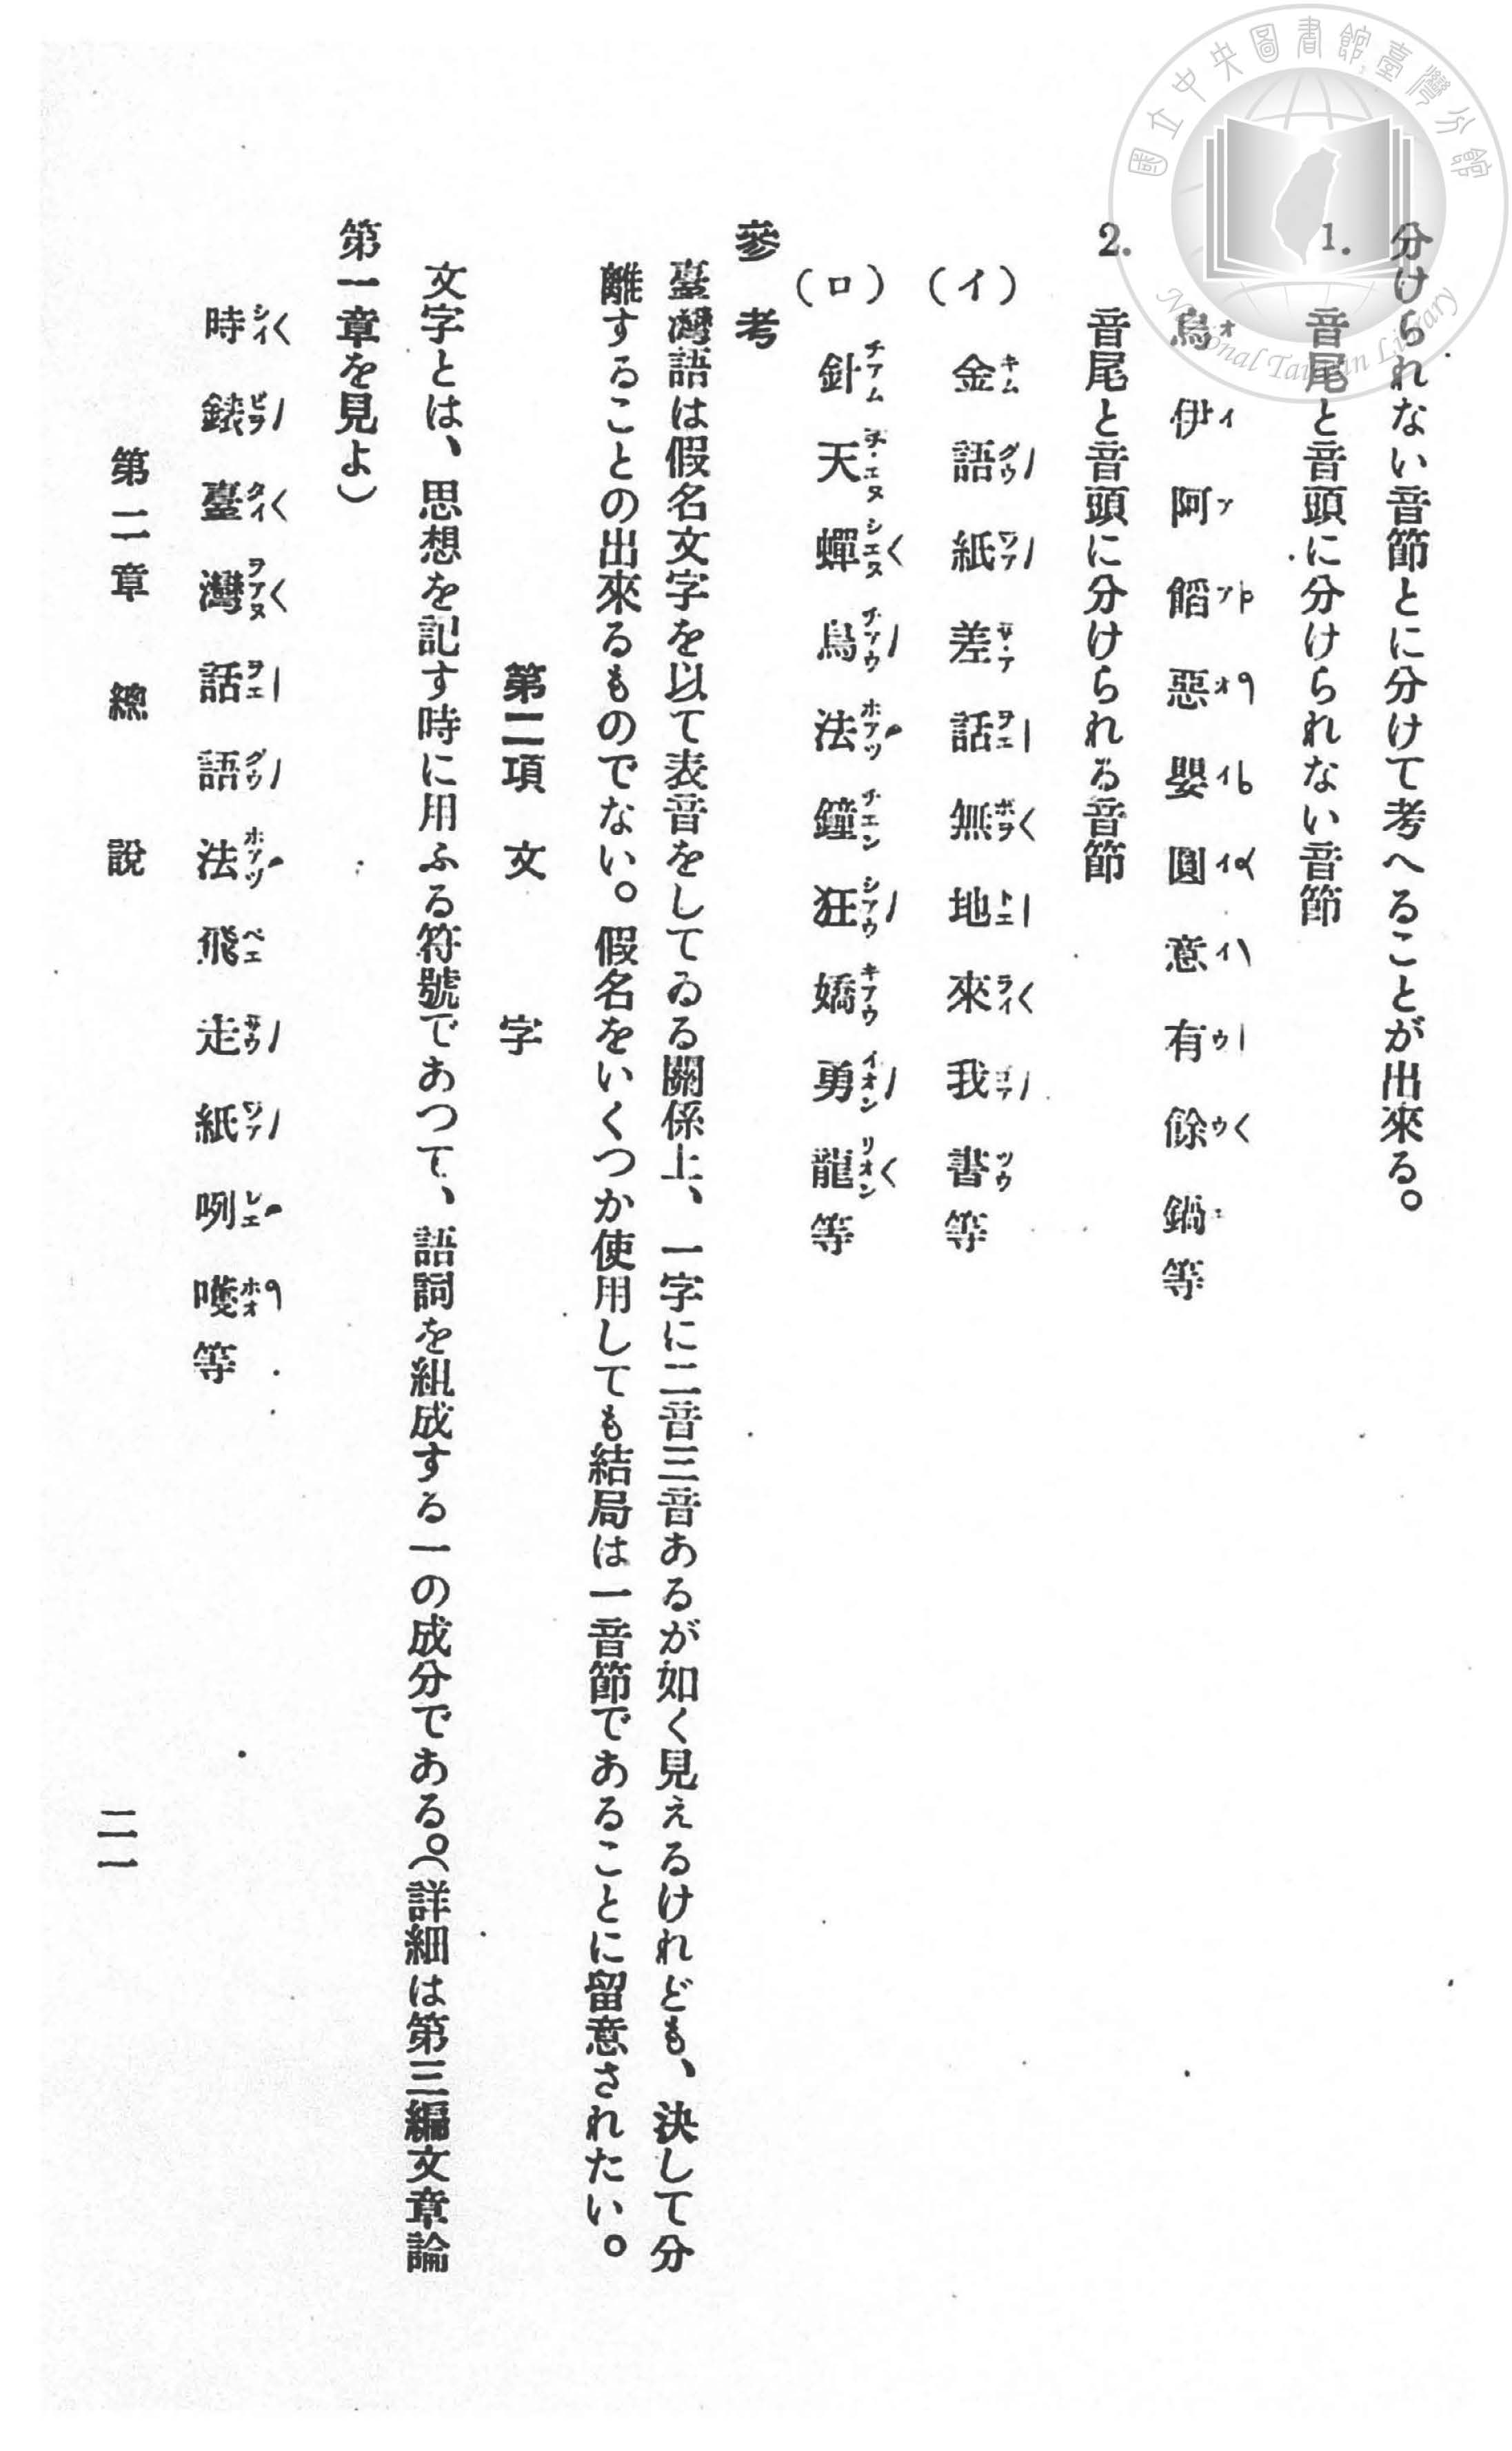 分けられない音節とに分けて考へることが出來る。
1. 音尾と音頭に分けられない音節
烏 伊 阿 餡 惡 嬰 圓 意 有 餘 鍋 等
2. 音尾と音頭に分けられる音節
（イ） 金 語 紙 差 話 無 地 來 我 書 等
（ロ） 針 天 蟬 鳥 法 鐘 狂 嬌 勇 龍 等
參考
臺灣語は假名文字を以て表音をしてゐる關係上、一字に二音三音あるが如く見えるけれども、決して分
離することの出來るものでない。假名をいくつか使用しても結局は一音節であることに留意されたい。
第二項 文字
文字とは、思想を記す時に用ふる符號であつて、語詞を組成する一の成分である。（詳細は第三編文章論
第一章を見よ）
時 錶 臺 灣 話 語 法 飛 走 紙 咧 嚄 等
第二章 總說
二一
國立中央圖書館臺灣分館
National Taiwan Library